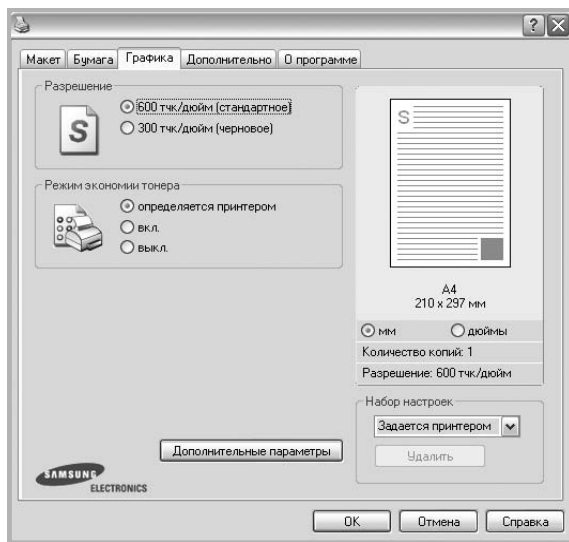 Макет Бумага Графика Дополнительно О программе
Разрешение
S
600 тчк/дюйм (стандартное)
300 тчк/дюйм (черновое)
Режим экономии тонера
определяется принтером
вкл.
выкл.
S
A4
210 x 297 мм
мм дюймы
Количество копий: 1
Разрешение: 600 тчк/дюйм
Набор настроек
Задается принтером
Удалить
Дополнительные параметры
SAMSUNG
ELECTRONICS
OK Отмена Справка